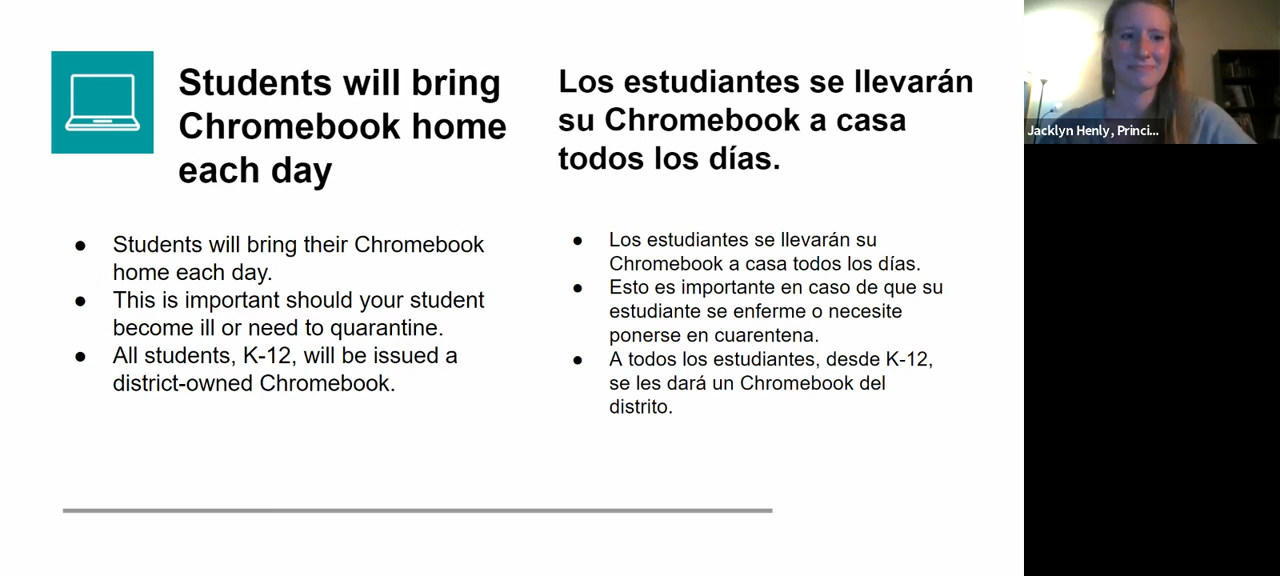 Students will bring
Chromebook home
each day
Los estudiantes se llevarán
su Chromebook a casa
todos los días.
● Students will bring their Chromebook
home each day.
● This is important should your student
become ill or need to quarantine.
● All students, K-12, will be issued a
district-owned Chromebook.
● Los estudiantes se llevarán su
Chromebook a casa todos los días.
● Esto es importante en caso de que su
estudiante se enferme o necesite
ponerse en cuarentena.
● A todos los estudiantes, desde K-12,
se les dará un Chromebook del
distrito.
Jacklyn Henly, Princi...